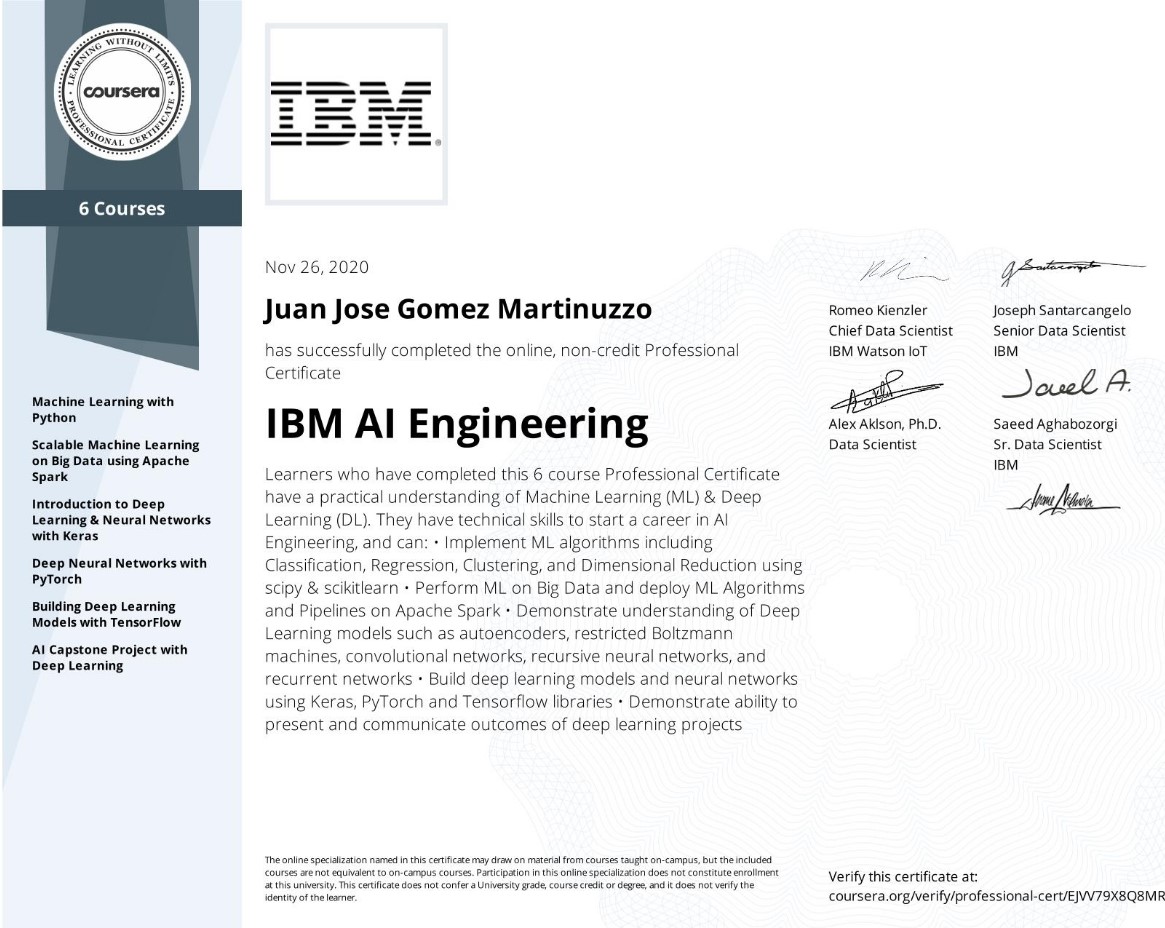 LEARNING WITHOUT LIMITS
coursera
PROFESSIONAL CERTIFICATE
6 Courses
Machine Learning with
Python
Scalable Machine Learning
on Big Data using Apache
Spark
Introduction to Deep
Learning & Neural Networks
with Keras
Deep Neural Networks with
PyTorch
Building Deep Learning
Models with TensorFlow
AI Capstone Project with
Deep Learning
IBM®
Nov 26, 2020
Juan Jose Gomez Martinuzzo
has successfully completed the online, non-credit Professional
Certificate
IBM AI Engineering
Learners who have completed this 6 course Professional Certificate
have a practical understanding of Machine Learning (ML) & Deep
Learning (DL). They have technical skills to start a career in AI
Engineering, and can: • Implement ML algorithms including
Classification, Regression, Clustering, and Dimensional Reduction using
scipy & scikitlearn • Perform ML on Big Data and deploy ML Algorithms
and Pipelines on Apache Spark • Demonstrate understanding of Deep
Learning models such as autoencoders, restricted Boltzmann
machines, convolutional networks, recursive neural networks, and
recurrent networks • Build deep learning models and neural networks
using Keras, PyTorch and Tensorflow libraries • Demonstrate ability to
present and communicate outcomes of deep learning projects
The online specialization named in this certificate may draw on material from courses taught on-campus, but the included
courses are not equivalent to on-campus courses. Participation in this online specialization does not constitute enrollment
at this university. This certificate does not confer a University grade, course credit or degree, and it does not verify the
identity of the learner.
Romeo Kienzler
Chief Data Scientist
IBM Watson IoT
Joseph Santarcangelo
Senior Data Scientist
IBM
Alex Aklson, Ph.D.
Data Scientist
Saeed Aghabozorgi
Sr. Data Scientist
IBM
Verify this certificate at:
coursera.org/verify/professional-cert/EJVV79X8Q8MR